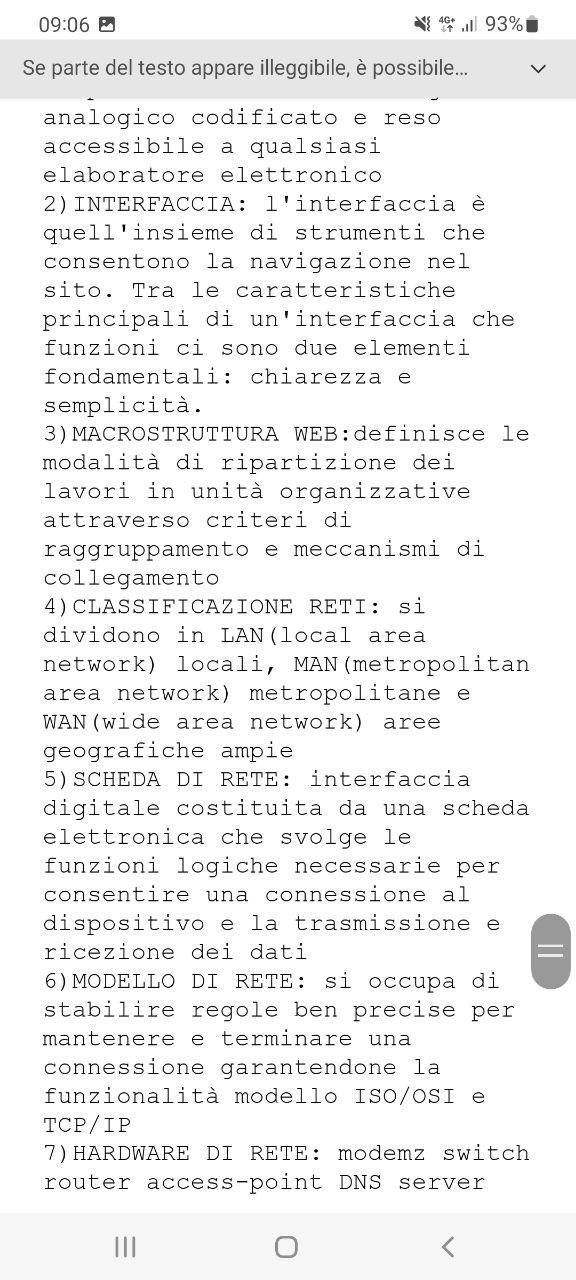 09:06 4G+ 93%
Se parte del testo appare illeggibile, è possibile...
analogico codificato e reso
accessibile a qualsiasi
elaboratore elettronico
2)INTERFACCIA: l'interfaccia è
quell'insieme di strumenti che
consentono la navigazione nel
sito. Tra le caratteristiche
principali di un'interfaccia che
funzioni ci sono due elementi
fondamentali: chiarezza e
semplicità.
3)MACROSTRUTTURA WEB:definisce le
modalità di ripartizione dei
lavori in unità organizzative
attraverso criteri di
raggruppamento e meccanismi di
collegamento
4)CLASSIFICAZIONE RETI: si
dividono in LAN(local area
network) locali, MAN(metropolitan
area network) metropolitane e
WAN(wide area network) aree
geografiche ampie
5)SCHEDA DI RETE: interfaccia
digitale costituita da una scheda
elettronica che svolge le
funzioni logiche necessarie per
consentire una connessione al
dispositivo e la trasmissione e
ricezione dei dati
6)MODELLO DI RETE: si occupa di
stabilire regole ben precise per
mantenere e terminare una
connessione garantendone la
funzionalità modello ISO/OSI e
TCP/IP
7)HARDWARE DI RETE: modemz switch
router access-point DNS server